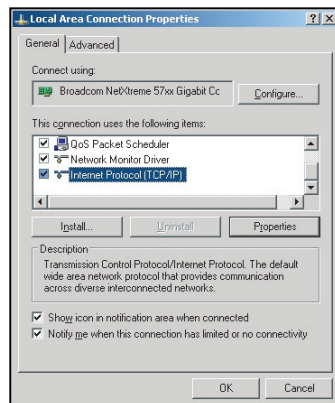 Local Area Connection Properties
General Advanced
Connect using:
Broadcom NetXtreme 57xx Gigabit Cc
Configure...
This connection uses the following items:
QoS Packet Scheduler
Network Monitor Driver
Internet Protocol (TCP/IP)
Install... Uninstall Properties
Description
Transmission Control Protocol/Internet Protocol. The default
wide area network protocol that provides communication
across diverse interconnected networks.
Show icon in notification area when connected
Notify me when this connection has limited or no connectivity
OK Cancel